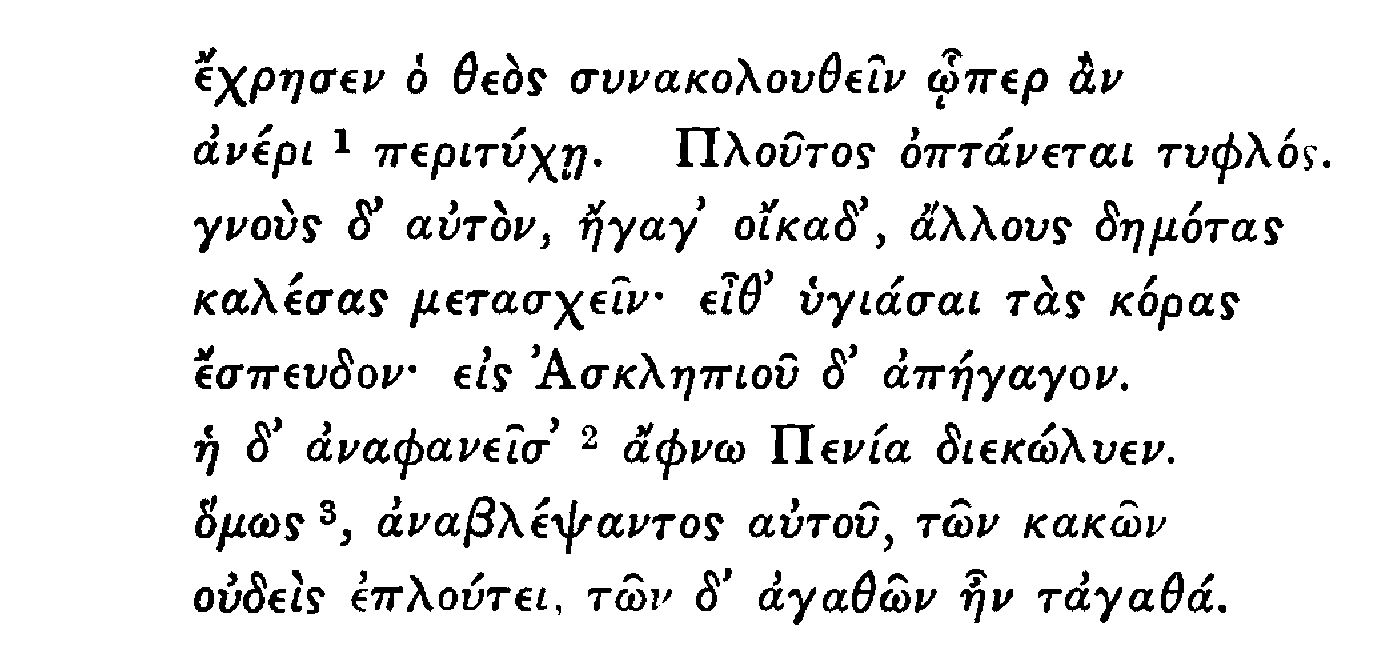 ἔχρησεν ὁ θεὸς συνακολουθεῖν ᾧπερ ἂν
ἀνέρι 1 περιτύχῃ. Πλοῦτος ὀπτάνεται τυφλός.
γνοὺς δ’ αὐτὸν, ἤγαγ’ οἴκαδ’, ἄλλους δημότας
καλέσας μετασχεῖν· εἶθ’ ὑγιάσαι τὰς κόρας
ἔσπευδον· εἰς Ἀσκληπιοῦ δ’ ἀπήγαγον.
ἡ δ’ ἀναφανεῖσ’ 2 ἄφνω Πενία διεκώλυεν.
ὅμως 3, ἀναβλέψαντος αὐτοῦ, τῶν κακῶν
οὐδεὶς ἐπλούτει, τῶν δ’ ἀγαθῶν ἦν τἀγαθά.